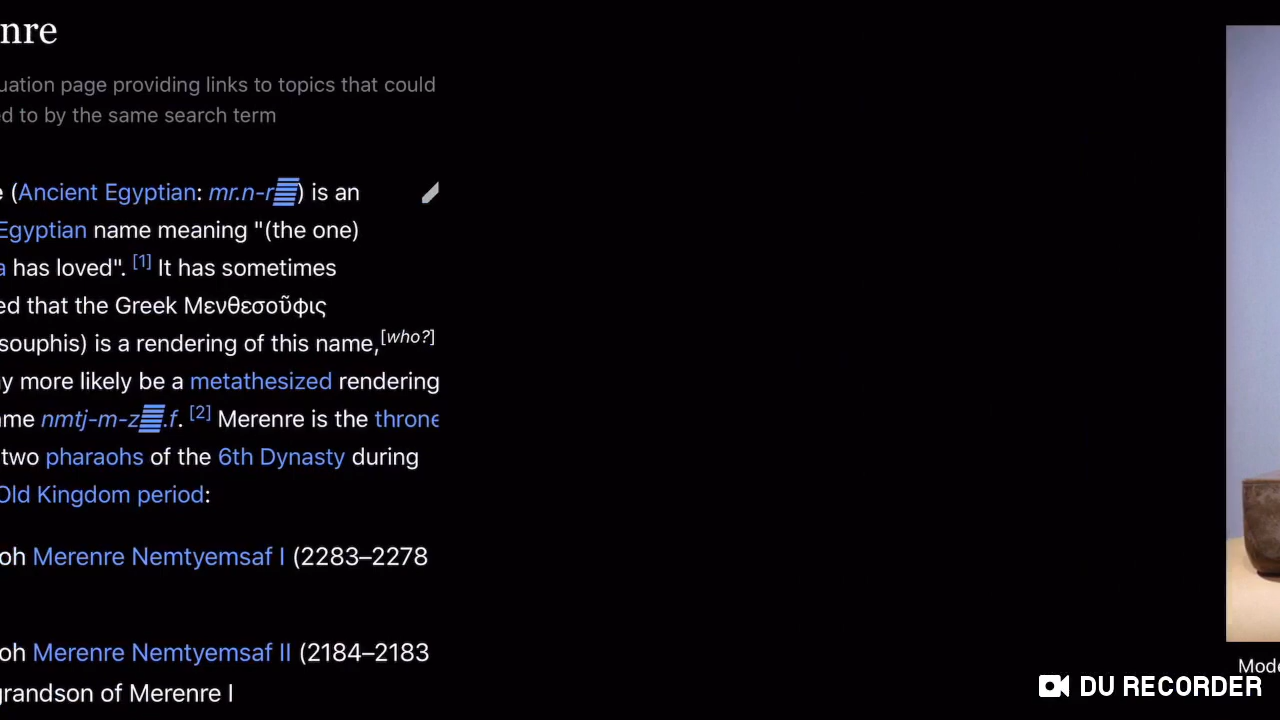 nre
uation page providing links to topics that could
ed to by the same search term
e (Ancient Egyptian: mr.n-r) is an
Egyptian name meaning "(the one)
a has loved". [1] It has sometimes
ed that the Greek Μενθεσοῦφις
souphis) is a rendering of this name,[who?]
y more likely be a metathesized rendering
ame nmtj-m-z.f. [2] Merenre is the throne
two pharaohs of the 6th Dynasty during
Old Kingdom period:
oh Merenre Nemtyemsaf I (2283–2278
oh Merenre Nemtyemsaf II (2184–2183
grandson of Merenre I
Mode
DU RECORDER